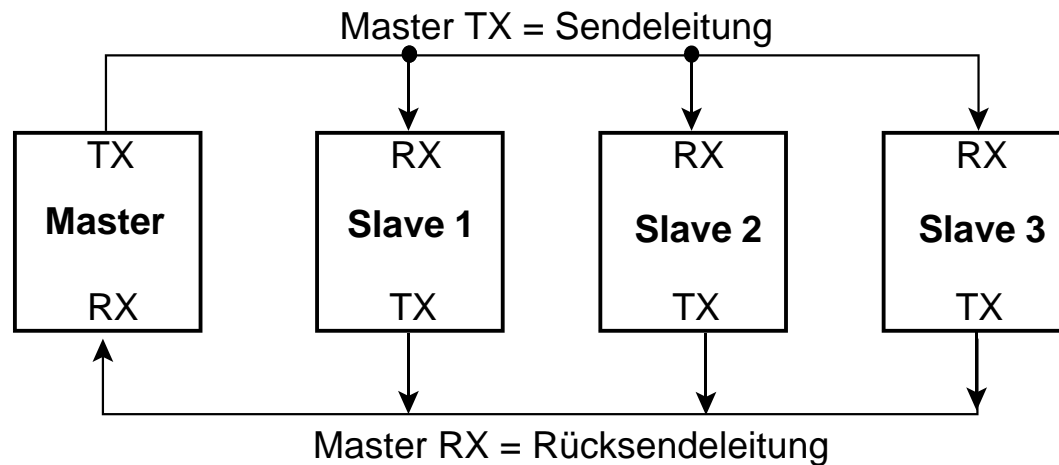 Master TX = Sendeleitung
TX
RX
RX
RX
Master
Slave 1
Slave 2
Slave 3
RX
TX
TX
TX
Master RX = Rücksendeleitung